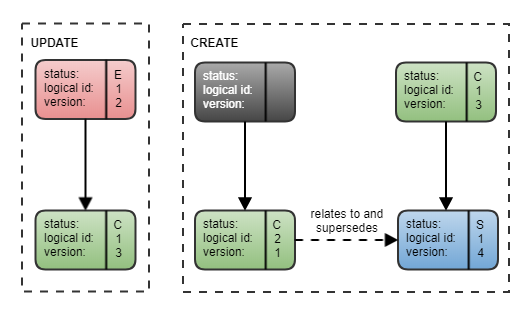 UPDATE
status: E
logical id: 1
version: 2
status: C
logical id: 1
version: 3
CREATE
status:
logical id:
version:
status: C
logical id: 1
version: 3
status: C
logical id: 2
version: 1
relates to and
supersedes
status: S
logical id: 1
version: 4